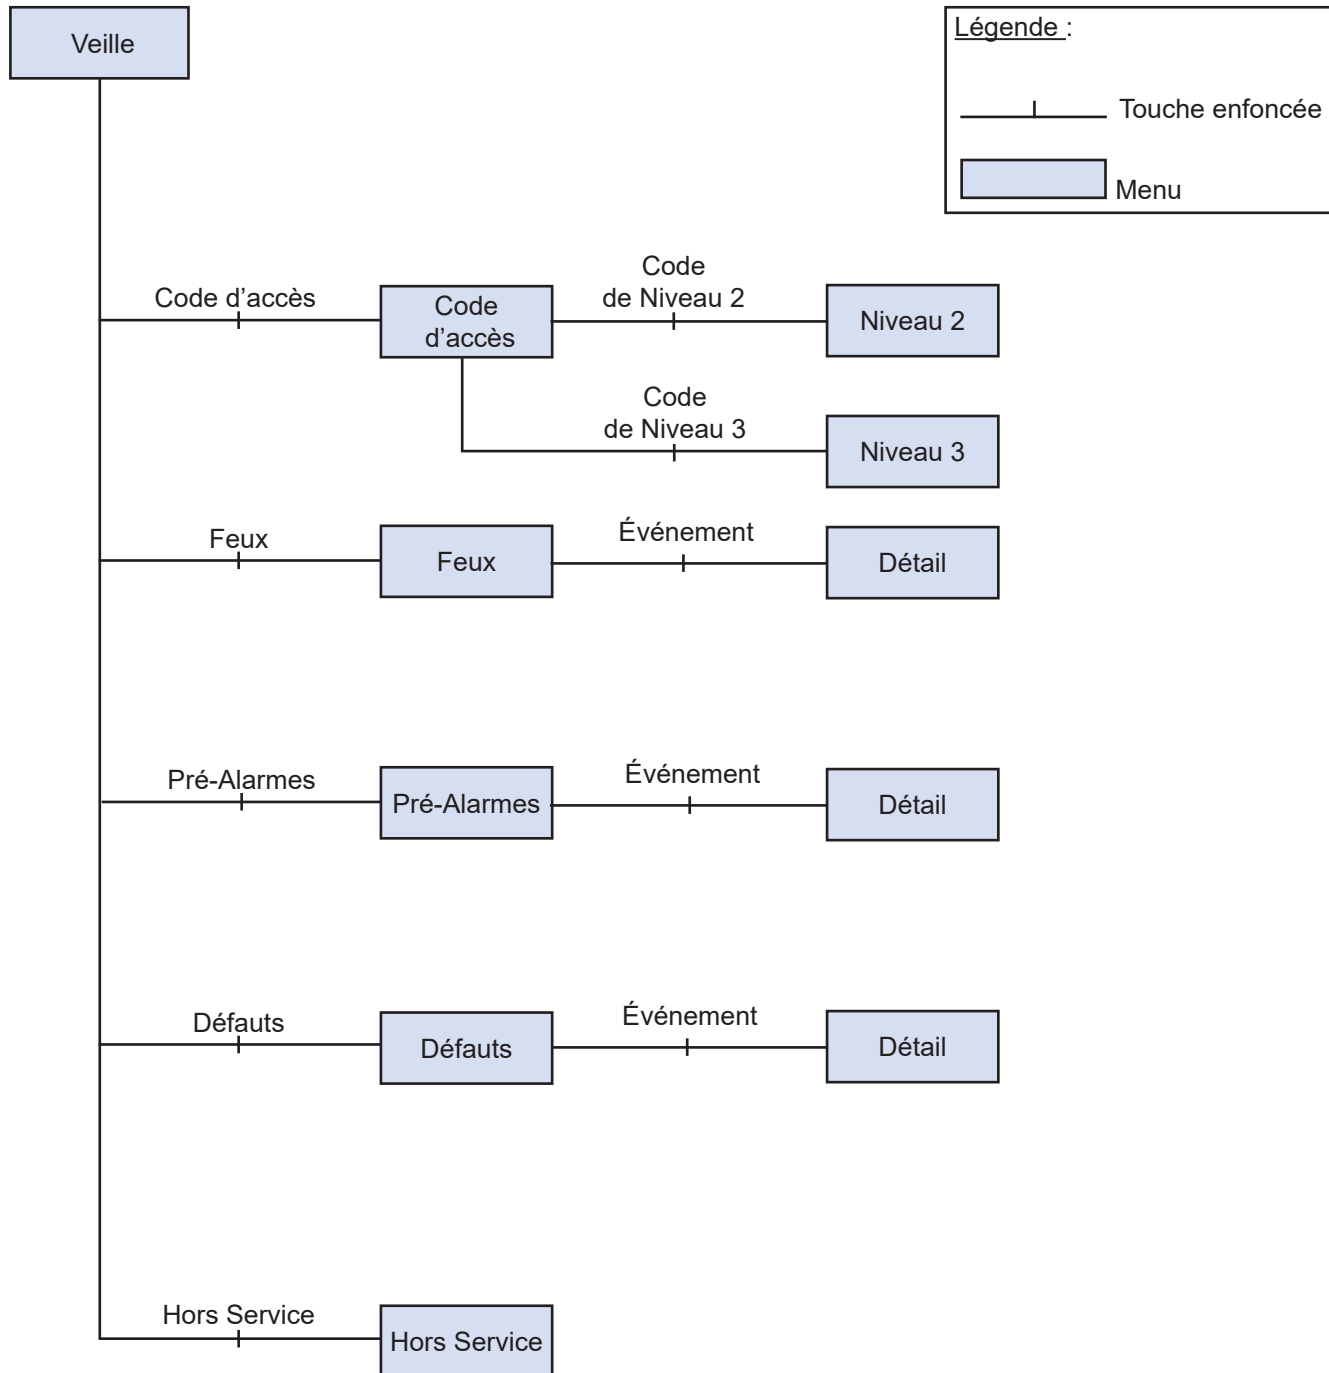 Veille
Légende :
Touche enfoncée
Menu
Code d’accès
Code
d’accès
Code
de Niveau 2
Niveau 2
Code
de Niveau 3
Niveau 3
Feux
Feux
Événement
Détail
Pré-Alarmes
Pré-Alarmes
Événement
Détail
Défauts
Défauts
Événement
Détail
Hors Service
Hors Service